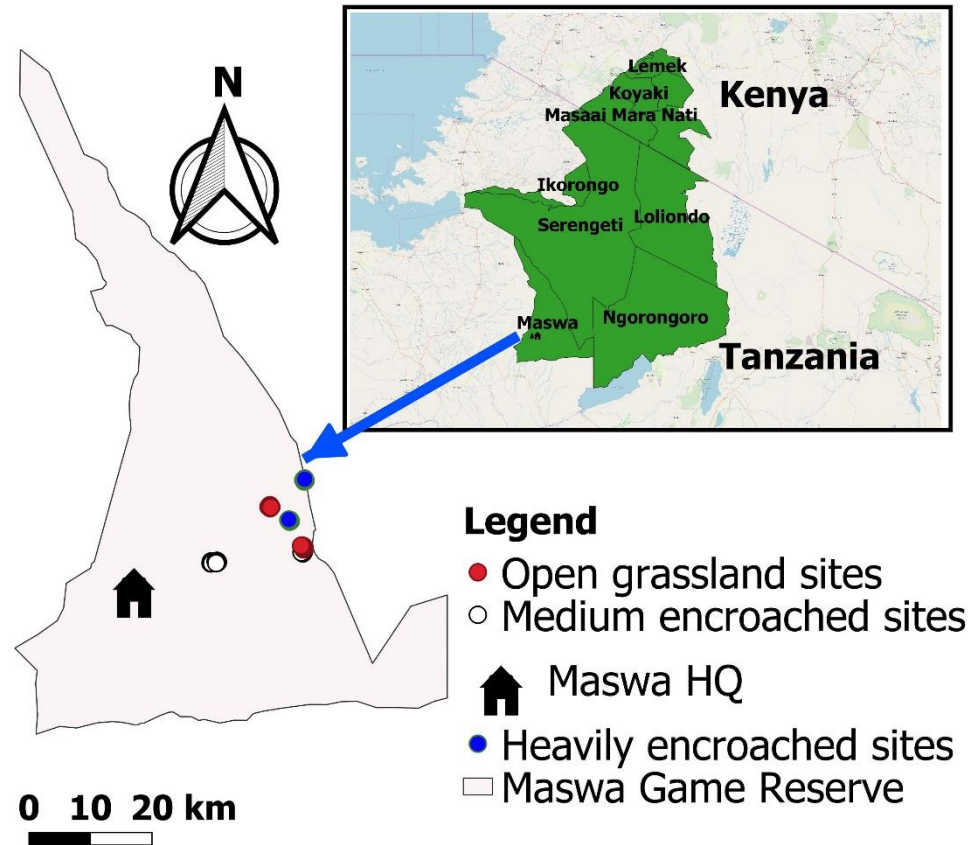 N
Lemek
Koyaki
Kenya
Masaai Mara Nati
Ikorongo
Serengeti
Loliondo
Maswa
Ngorongoro
Tanzania
Legend
Open grassland sites
Medium encroached sites
Maswa HQ
Heavily encroached sites
Maswa Game Reserve
0 10 20 km